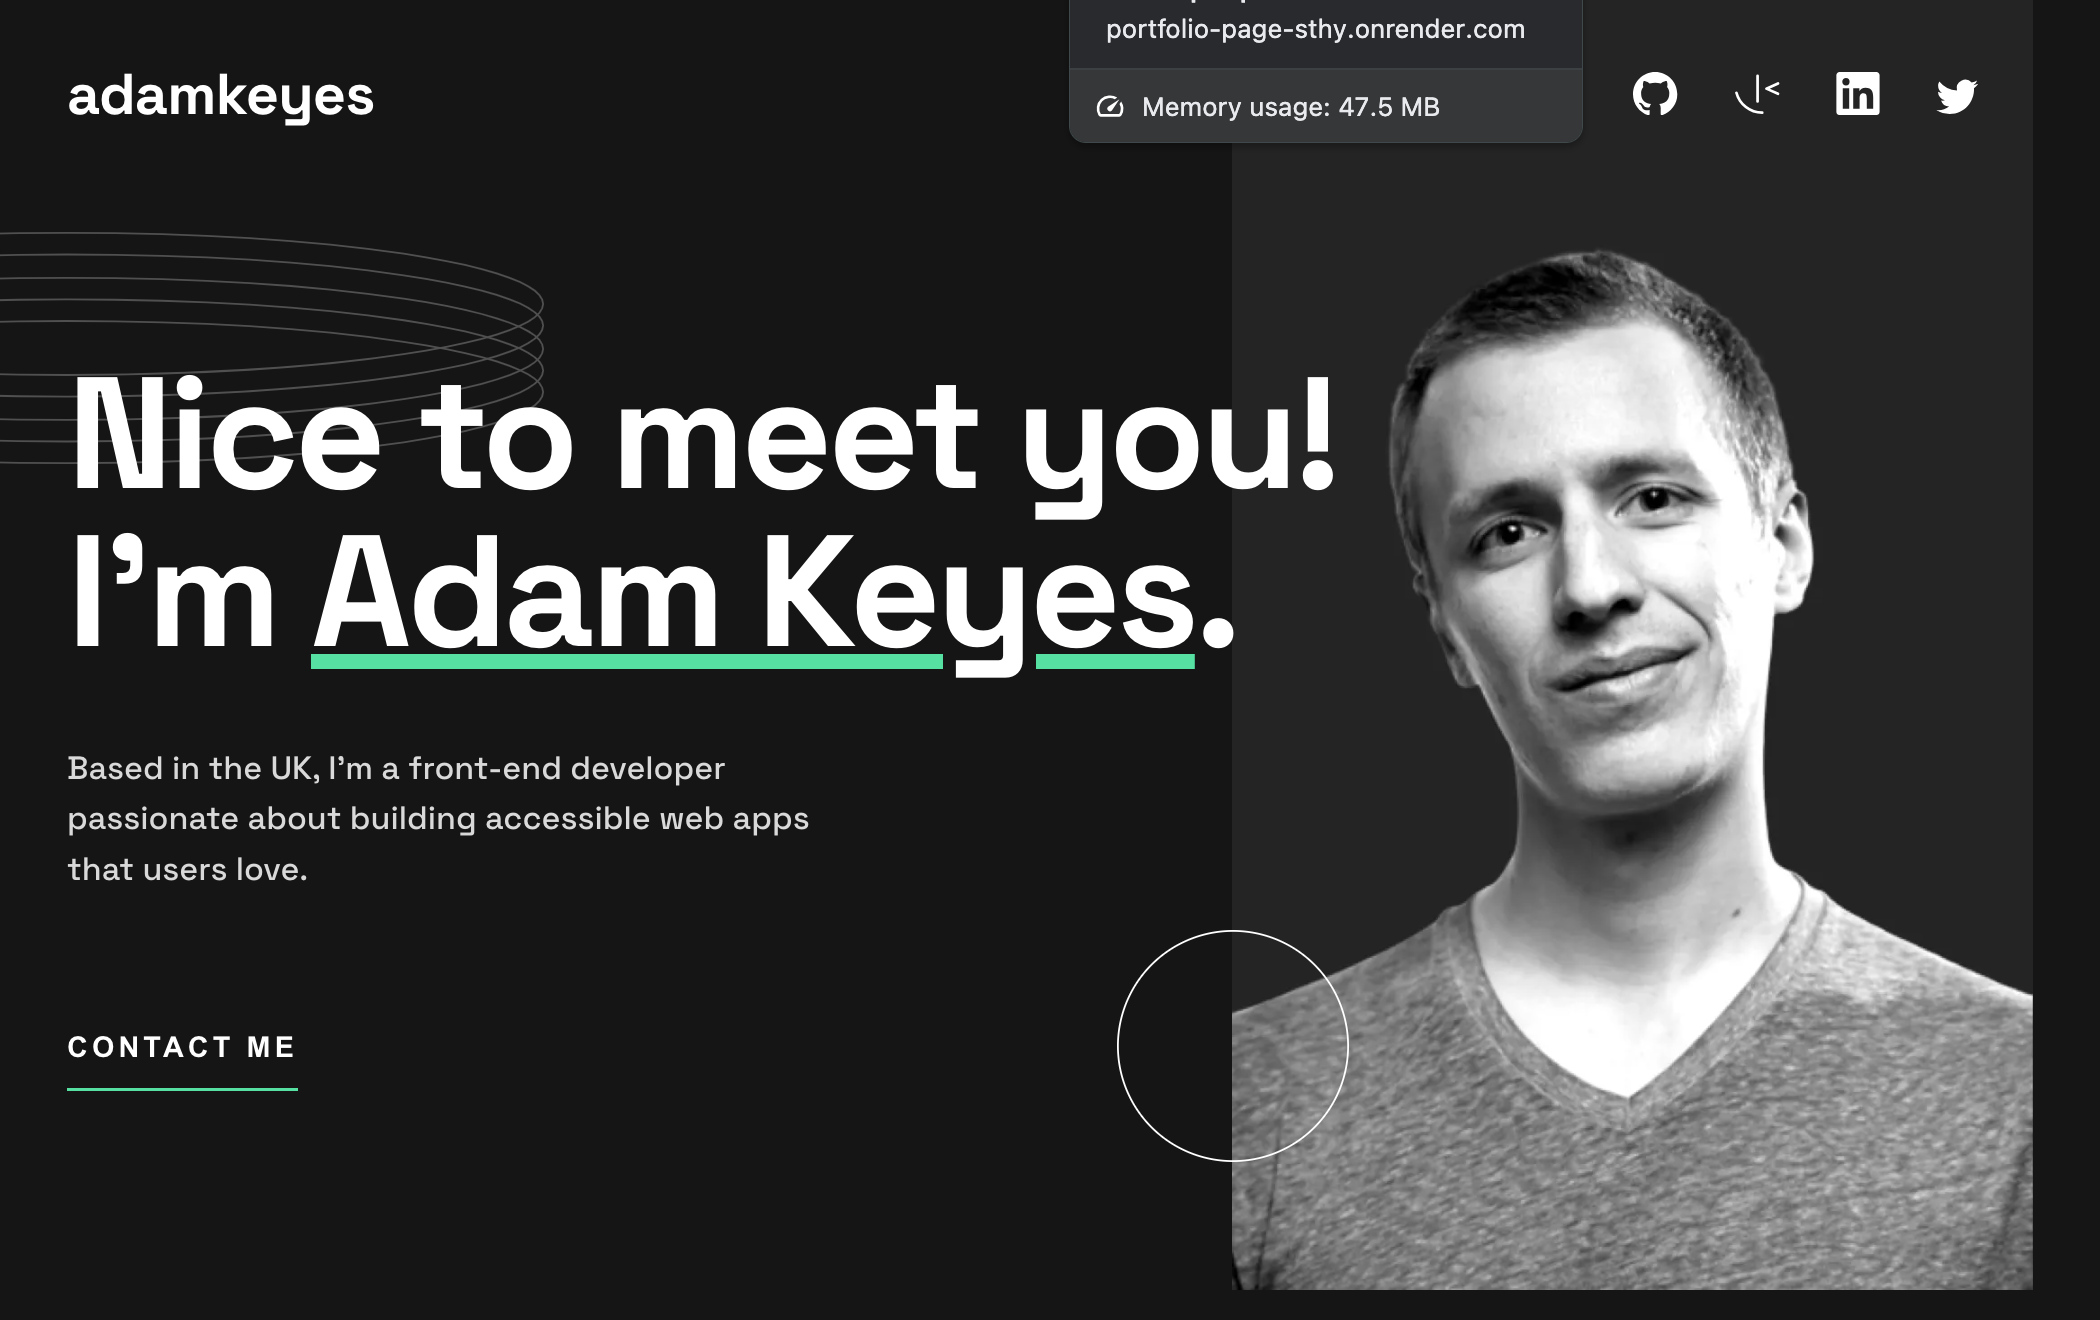 portfolio-page-sthy.onrender.com
adamkeyes
Memory usage: 47.5 MB
Nice to meet you!
I’m Adam Keyes.
Based in the UK, I’m a front-end developer
passionate about building accessible web apps
that users love.
CONTACT ME